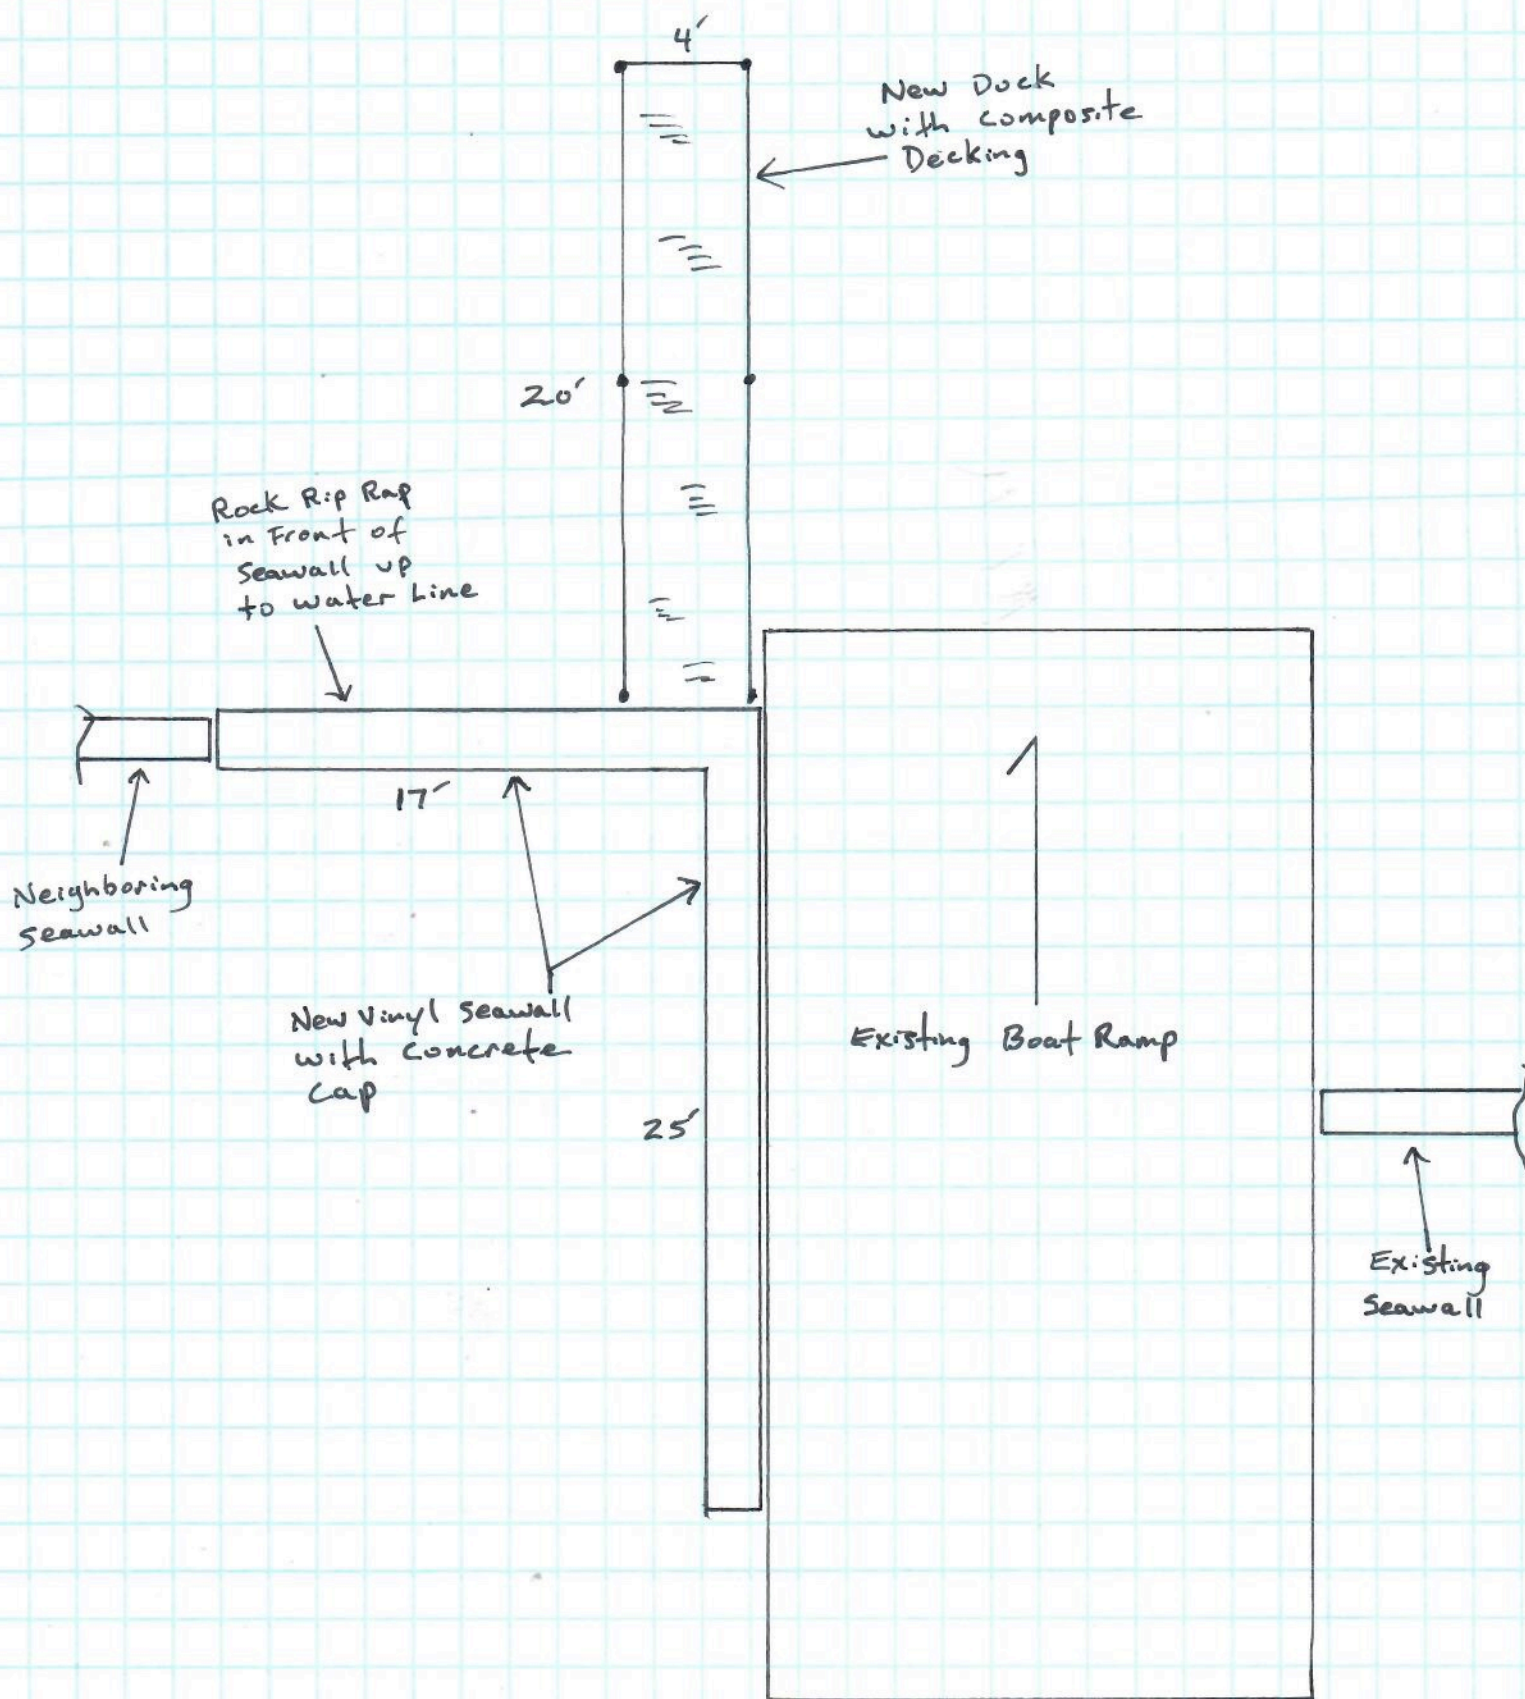 4′
New Dock
with composite
Decking
20′
Rock Rip Rap
in Front of
Seawall up
to water Line
17′
Neighboring
Seawall
New Vinyl Seawall
with Concrete
Cap
Existing Boat Ramp
25′
Existing
Seawall